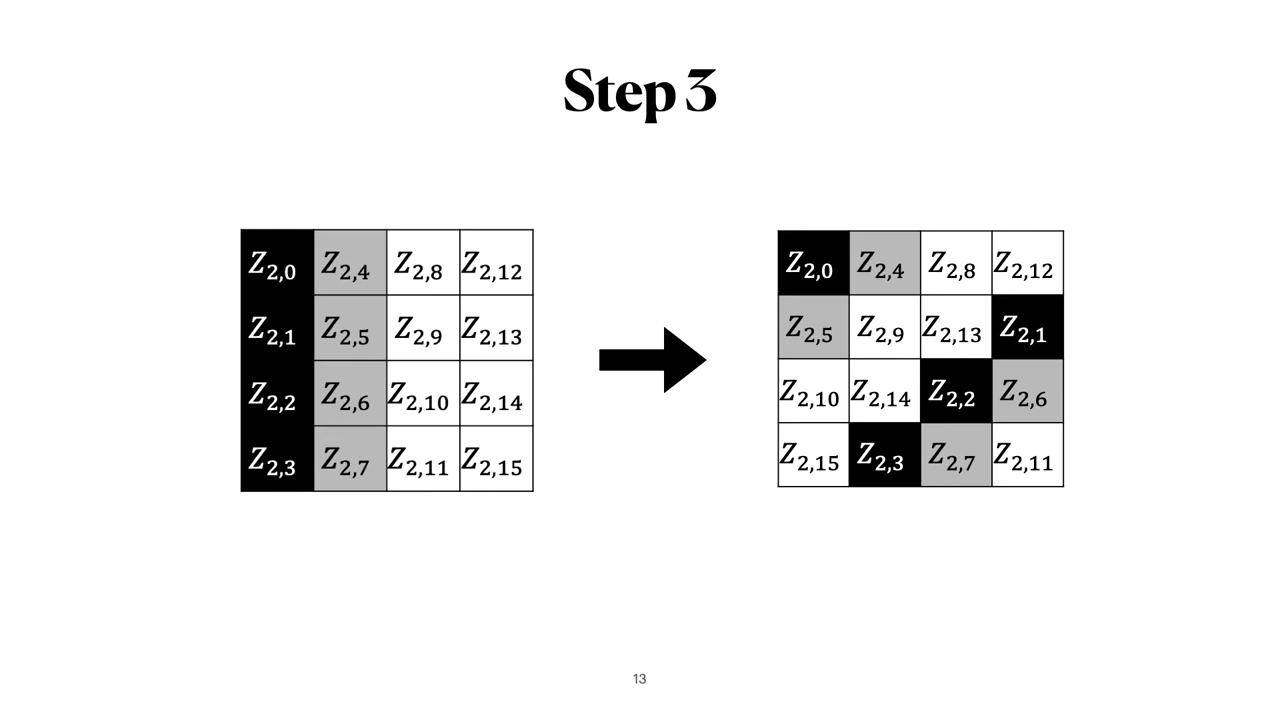 Step 3
Z2,0 Z2,4 Z2,8 Z2,12
Z2,1 Z2,5 Z2,9 Z2,13
Z2,2 Z2,6 Z2,10 Z2,14
Z2,3 Z2,7 Z2,11 Z2,15
Z2,0 Z2,4 Z2,8 Z2,12
Z2,5 Z2,9 Z2,13 Z2,1
Z2,10 Z2,14 Z2,2 Z2,6
Z2,15 Z2,3 Z2,7 Z2,11
13